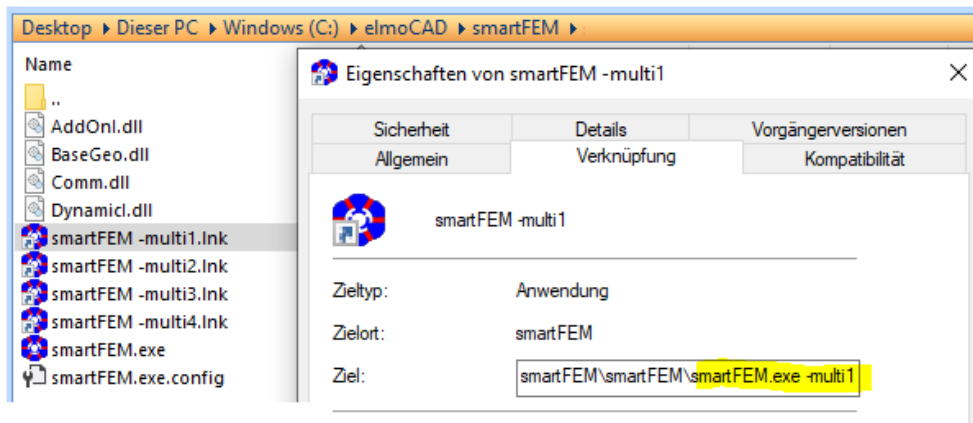 Desktop ▸ Dieser PC ▸ Windows (C:) ▸ elmoCAD ▸ smartFEM ▸
Name
..
AddOnl.dll
BaseGeo.dll
Comm.dll
Dynamicl.dll
smartFEM -multi1.lnk
smartFEM -multi2.lnk
smartFEM -multi3.lnk
smartFEM -multi4.lnk
smartFEM.exe
smartFEM.exe.config
Eigenschaften von smartFEM -multi1
Sicherheit Details Vorgängerversionen
Allgemein Verknüpfung Kompatibilität
smartFEM -multi1
Zieltyp: Anwendung
Zielort: smartFEM
Ziel: smartFEM\smartFEM\smartFEM.exe -multi1